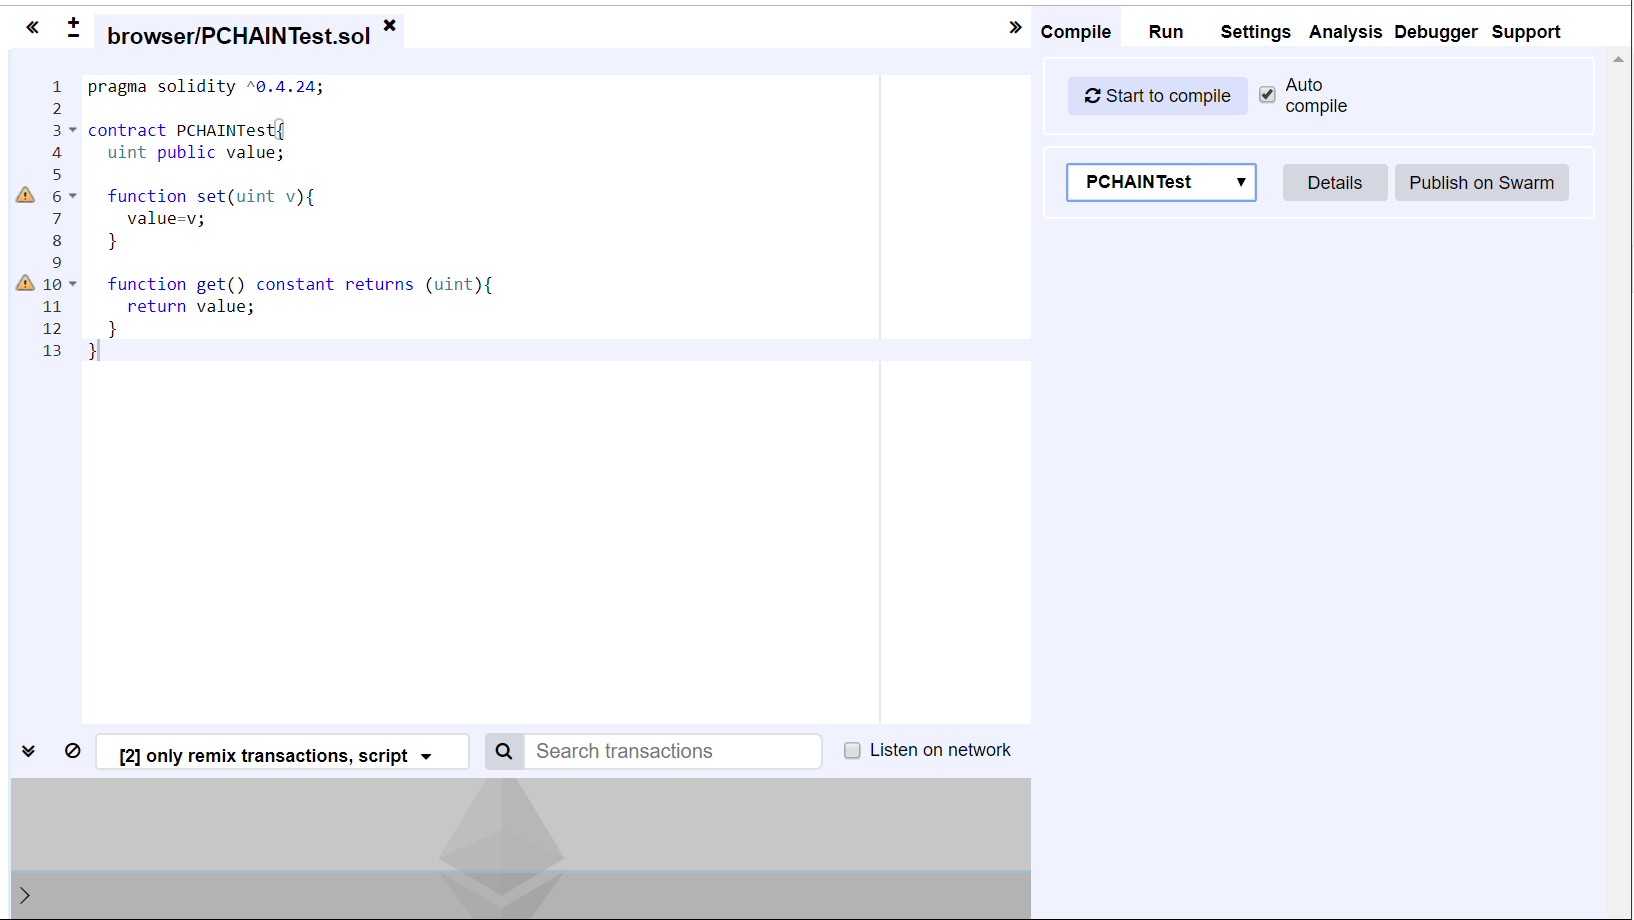 browser/PCHAINTest.sol
Compile Run Settings Analysis Debugger Support
1 pragma solidity ^0.4.24;
2
3 contract PCHAINTest{
4 uint public value;
5
6 function set(uint v){
7 value=v;
8 }
9
10 function get() constant returns (uint){
11 return value;
12 }
13 }
Start to compile
Auto
compile
PCHAINTest
Details
Publish on Swarm
[2] only remix transactions, script
Search transactions
Listen on network
>